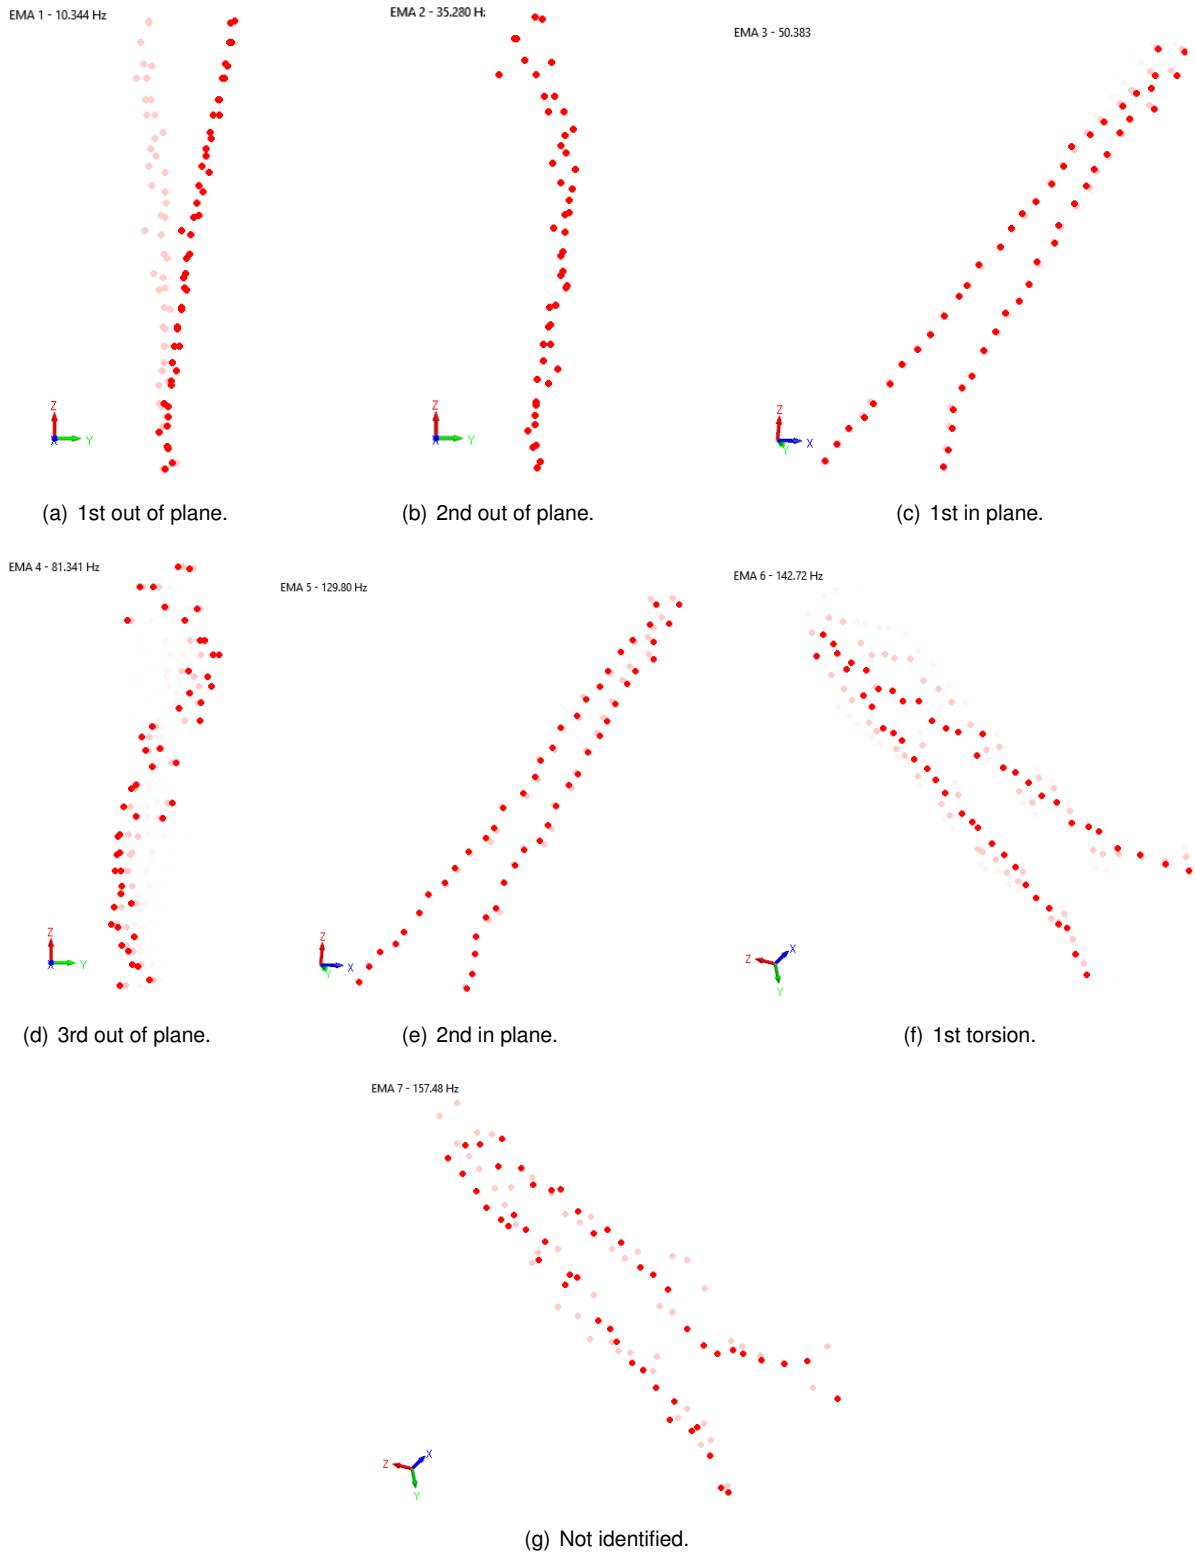 EMA 1 - 10.344 Hz
EMA 2 - 35.280 Hz
EMA 3 - 50.383
Z
Y
X
Z
Y
X
Z
X
Y
(a) 1st out of plane.
(b) 2nd out of plane.
(c) 1st in plane.
EMA 4 - 81.341 Hz
EMA 5 - 129.80 Hz
EMA 6 - 142.72 Hz
Z
Y
X
Z
X
Y
Z
X
Y
(d) 3rd out of plane.
(e) 2nd in plane.
(f) 1st torsion.
EMA 7 - 157.48 Hz
Z
X
Y
(g) Not identified.